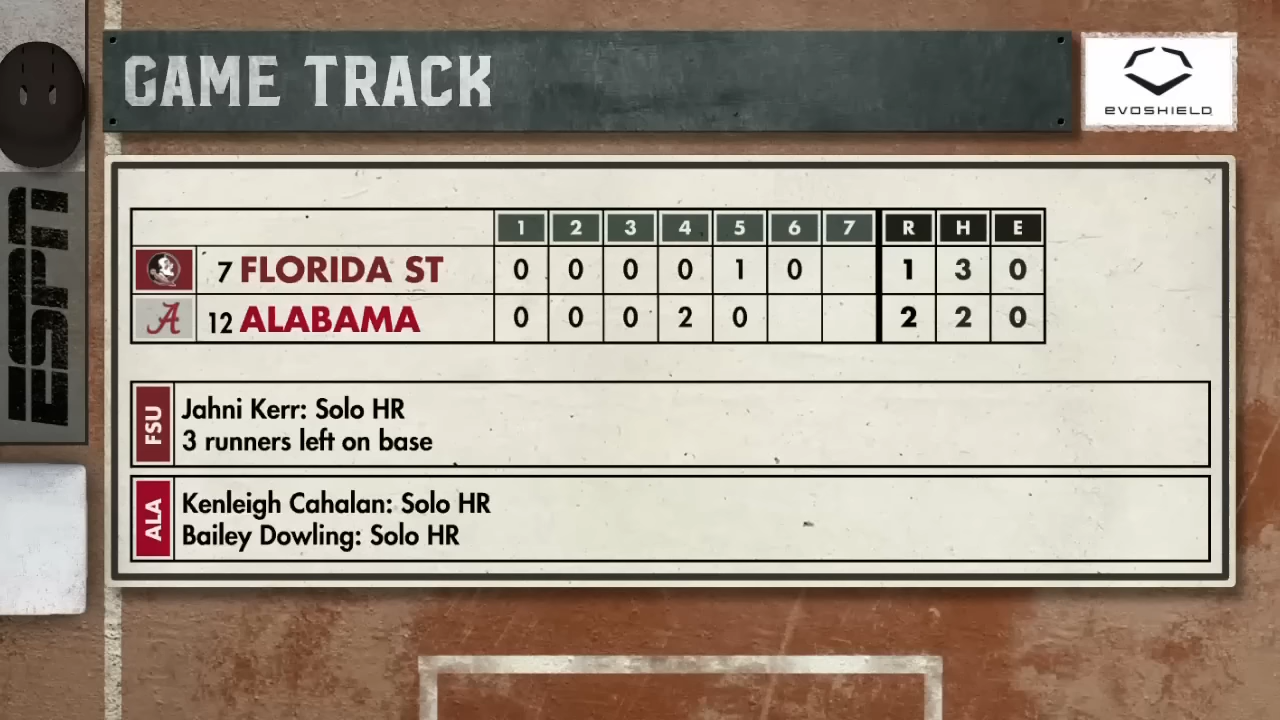 GAME TRACK
EVOSHIELD
ESPN
1 2 3 4 5 6 7 R H E
7 FLORIDA ST 0 0 0 0 1 0 1 3 0
A 12 ALABAMA 0 0 0 2 0 2 2 0
FSU
Jahni Kerr: Solo HR
3 runners left on base
ALA
Kenleigh Cahalan: Solo HR
Bailey Dowling: Solo HR